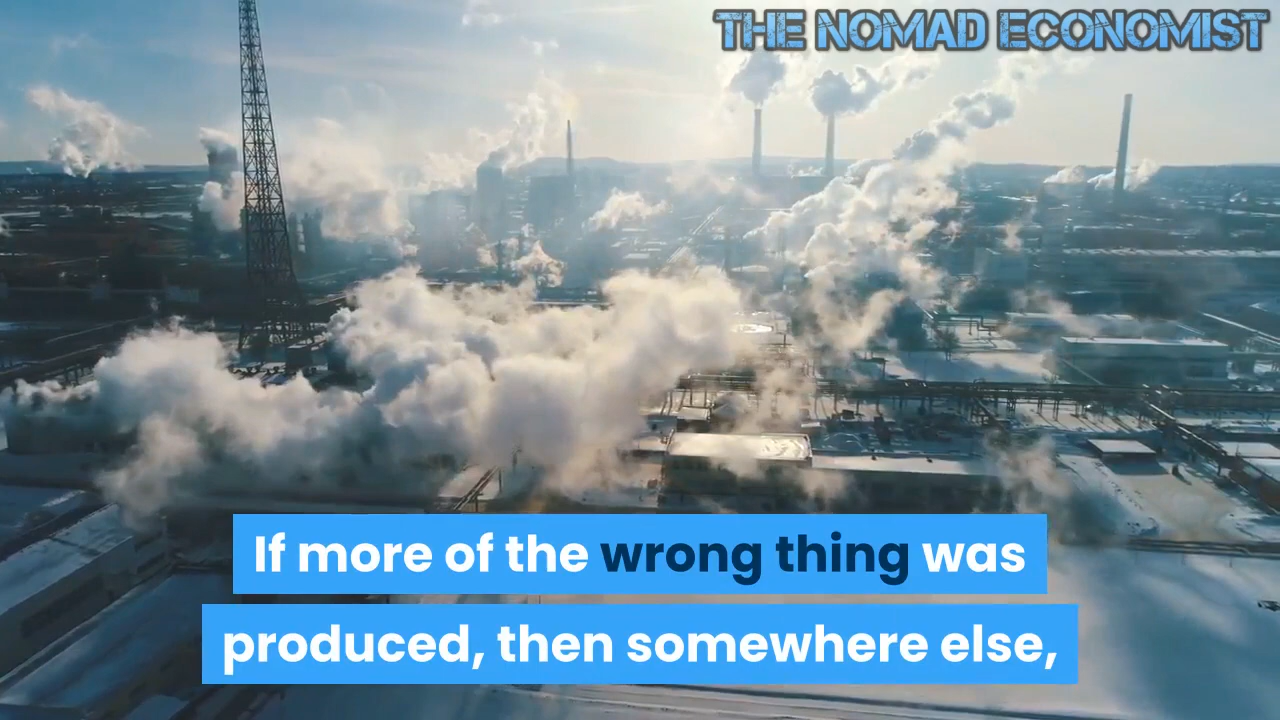 THE NOMAD ECONOMIST
If more of the wrong thing was
produced, then somewhere else,